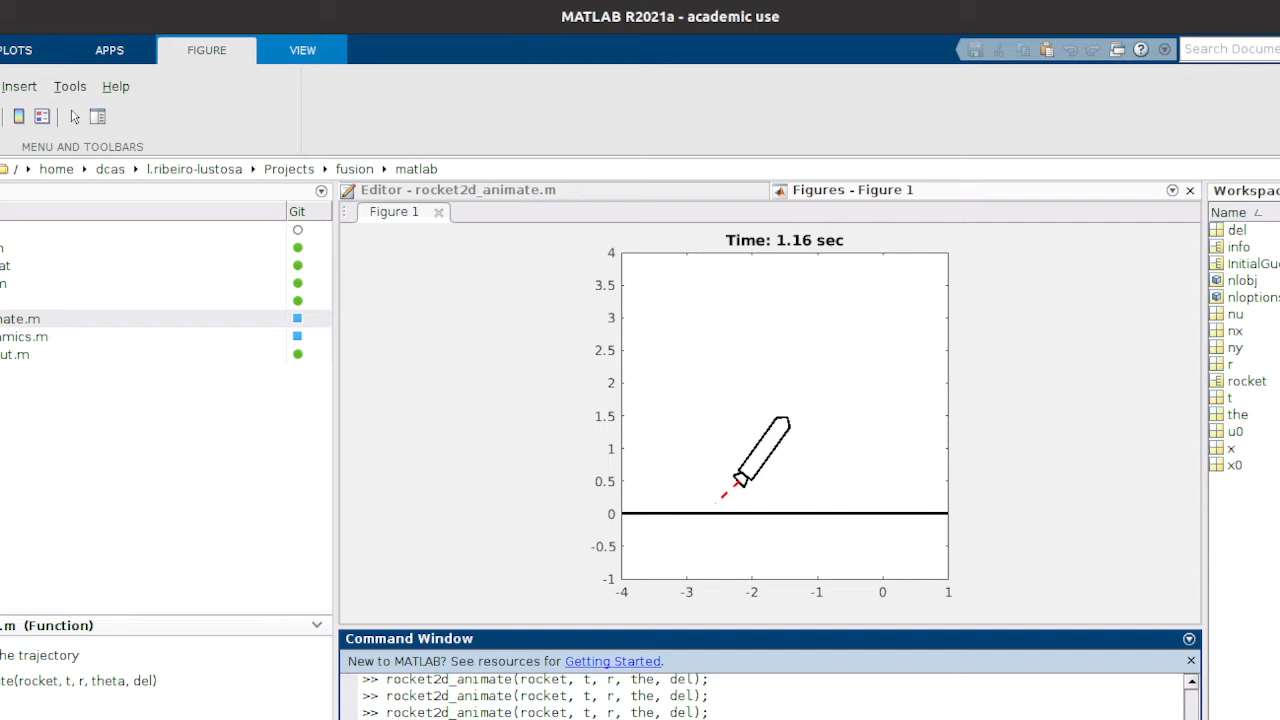 MATLAB R2021a - academic use
PLOTS APPS FIGURE VIEW
Search Docume
Insert Tools Help
MENU AND TOOLBARS
/ home dcas l.ribeiro-lustosa Projects fusion matlab
Editor - rocket2d_animate.m
Figures - Figure 1
Workspac
Git
Figure 1
Name
m
at
m
mate.m
amics.m
ut.m
Time: 1.16 sec
4
3.5
3
2.5
2
1.5
1
0.5
0
-0.5
-1
-4 -3 -2 -1 0 1
del
info
InitialGue
nlobj
nloptions
nu
nx
ny
r
rocket
t
the
u0
x
x0
.m (Function)
he trajectory
te(rocket, t, r, theta, del)
Command Window
New to MATLAB? See resources for Getting Started.
>> rocket2d_animate(rocket, t, r, the, del);
>> rocket2d_animate(rocket, t, r, the, del);
>> rocket2d_animate(rocket, t, r, the, del);